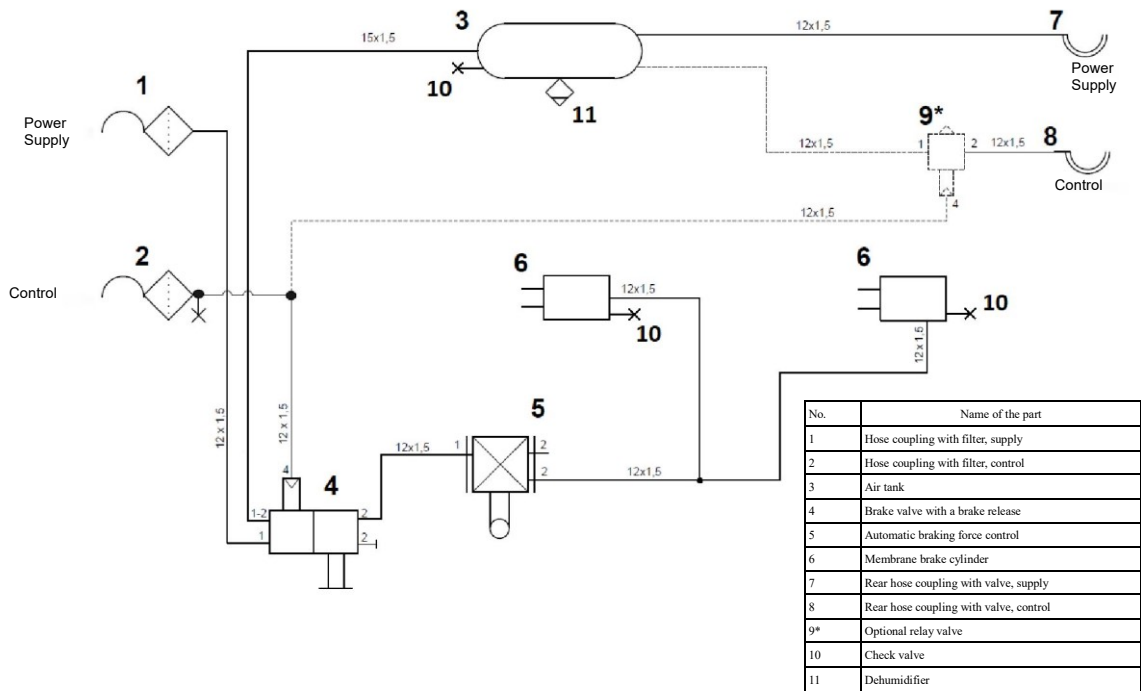 3
12x1,5
7
15x1,5
Power
Supply
10
11
1
Power
Supply
9*
12x1,5
1
2
12x1,5
8
Control
4
12x1,5
2
Control
6
12x1,5
10
6
10
12x1.5
12 x 1.5
12 x 1.5
4
4
1-2
1
2
2
12x1,5
5
1
2
2
12x1,5
No. Name of the part
1 Hose coupling with filter, supply
2 Hose coupling with filter, control
3 Air tank
4 Brake valve with a brake release
5 Automatic braking force control
6 Membrane brake cylinder
7 Rear hose coupling with valve, supply
8 Rear hose coupling with valve, control
9* Optional relay valve
10 Check valve
11 Dehumidifier